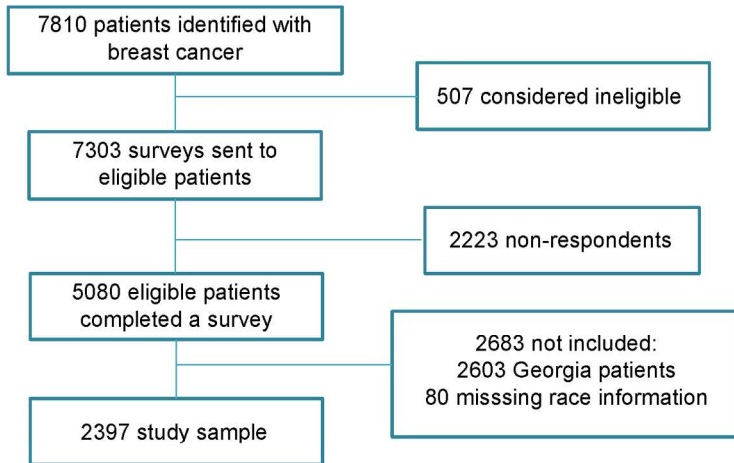 7810 patients identified with
breast cancer
507 considered ineligible
7303 surveys sent to
eligible patients
2223 non-respondents
5080 eligible patients
completed a survey
2683 not included:
2603 Georgia patients
80 misssing race information
2397 study sample